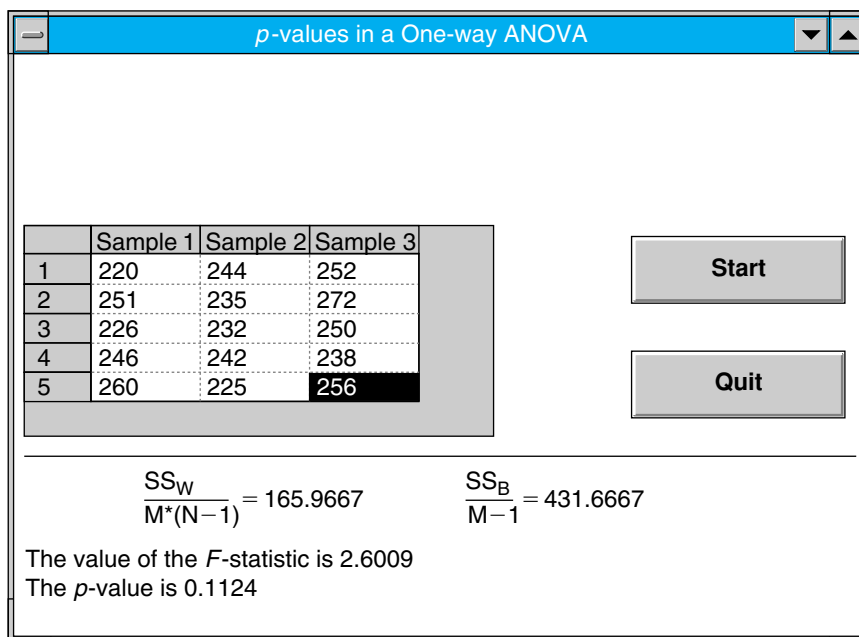 p-values in a One-way ANOVA
Sample 1 Sample 2 Sample 3
1 220 244 252
2 251 235 272
3 226 232 250
4 246 242 238
5 260 225 256
Start
Quit
SS_W / M*(N−1) = 165.9667
SS_B / M−1 = 431.6667
The value of the F-statistic is 2.6009
The p-value is 0.1124